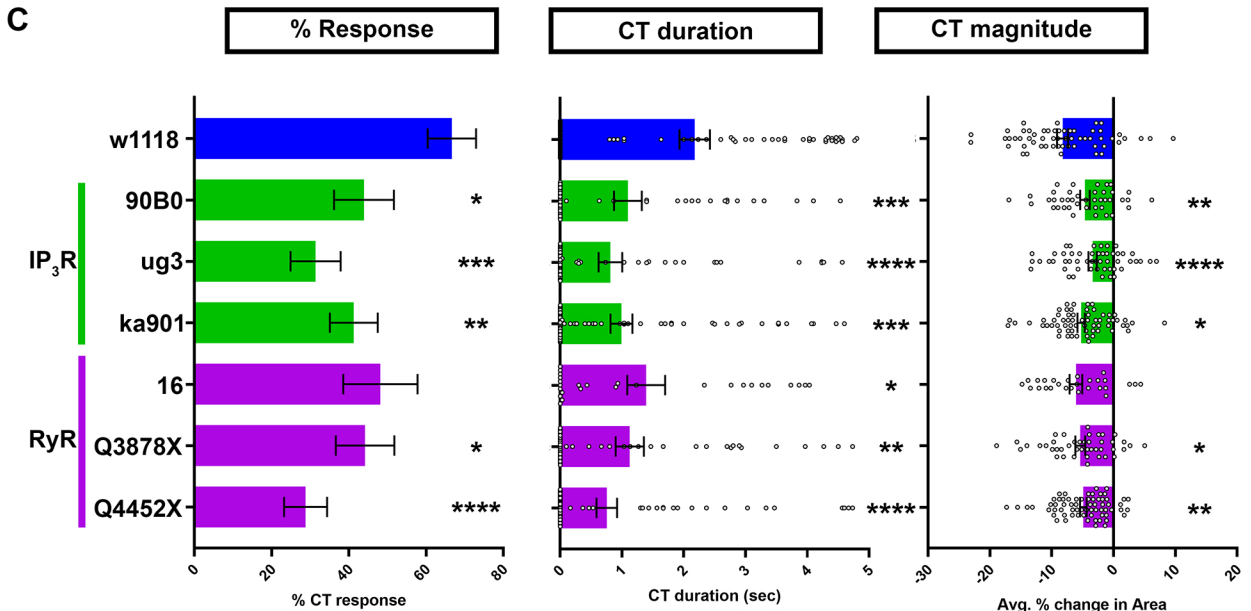 C
% Response
CT duration
CT magnitude
w1118
90B0
*
***
**
IP3R
ug3
***
****
****
ka901
**
***
*
16
*
RyR
Q3878X
*
**
*
Q4452X
****
****
**
0 20 40 60 80
0 1 2 3 4 5
-30 -20 -10 0 10 20
% CT response
CT duration (sec)
Avg. % change in Area